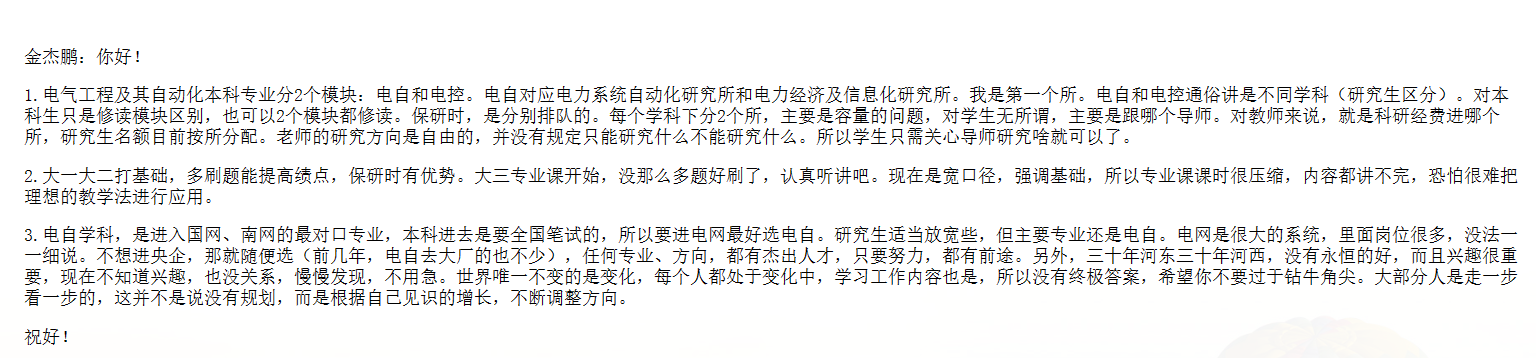 金杰鹏：你好！
1.电气工程及其自动化本科专业分2个模块：电自和电控。电自对应电力系统自动化研究所和电力经济及信息化研究所。我是第一个所。电自和电控通俗讲是不同学科（研究生区分）。对本
科生只是修读模块区别，也可以2个模块都修读。保研时，是分别排队的。每个学科下分2个所，主要是容量的问题，对学生无所谓，主要是跟哪个导师。对教师来说，就是科研经费进哪个
所，研究生名额目前按所分配。老师的研究方向是自由的，并没有规定只能研究什么不能研究什么。所以学生只需关心导师研究啥就可以了。
2.大一大二打基础，多刷题能提高绩点，保研时有优势。大三专业课开始，没那么多题好刷了，认真听讲吧。现在是宽口径，强调基础，所以专业课课时很压缩，内容都讲不完，恐怕很难把
理想的教学法进行应用。
3.电自学科，是进入国网、南网的最对口专业，本科进去是要全国笔试的，所以要进电网最好选电自。研究生适当放宽些，但主要专业还是电自。电网是很大的系统，里面岗位很多，没法一
一细说。不想进央企，那就随便选（前几年，电自去大厂的也不少），任何专业、方向，都有杰出人才，只要努力，都有前途。另外，三十年河东三十年河西，没有永恒的好，而且兴趣很重
要，现在不知道兴趣，也没关系，慢慢发现，不用急。世界唯一不变的是变化，每个人都处于变化中，学习工作内容也是，所以没有终极答案，希望你不要过于钻牛角尖。大部分人是走一步
看一步的，这并不是说没有规划，而是根据自己见识的增长，不断调整方向。
祝好！